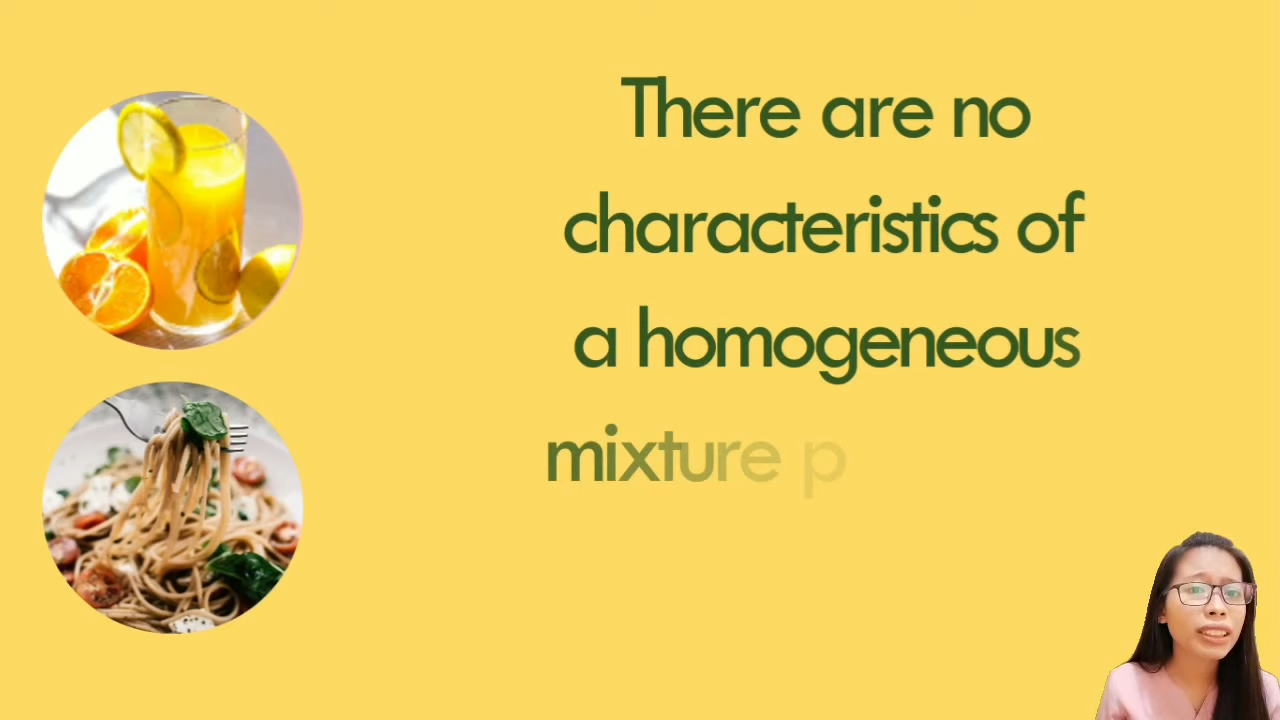 There are no
characteristics of
a homogeneous
mixture p